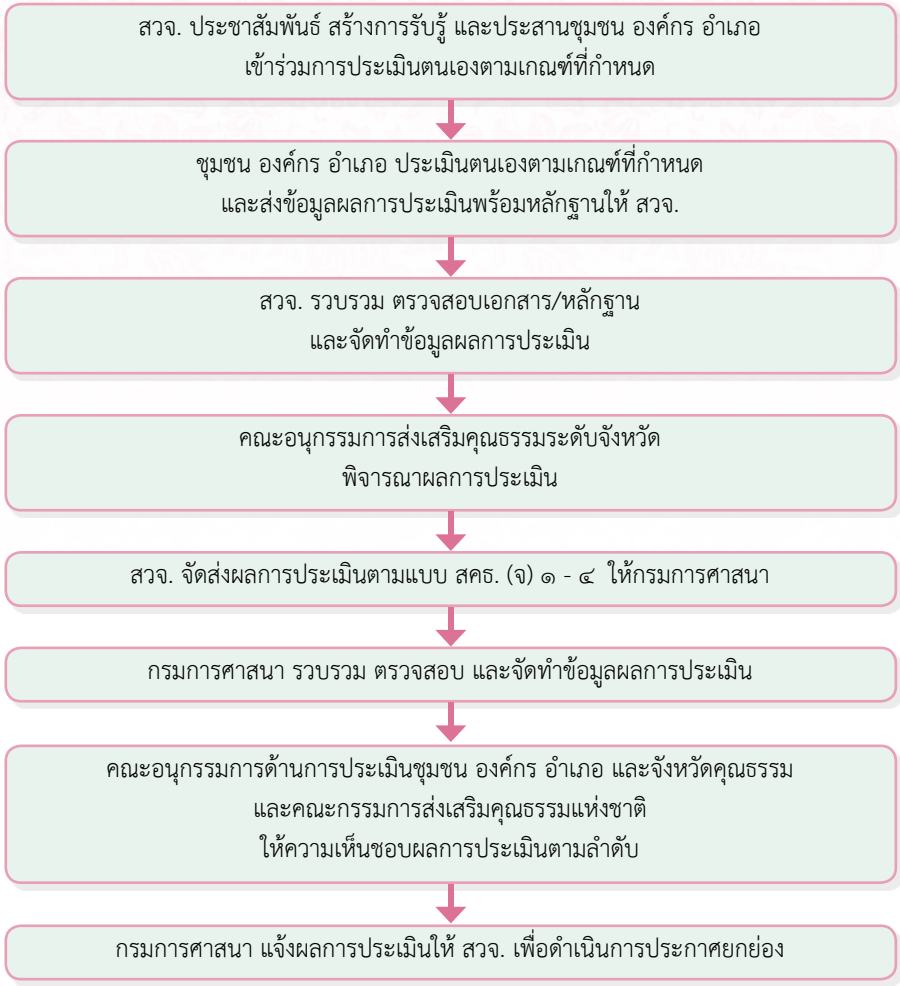 สวจ. ประชาสัมพันธ์ สร้างการรับรู้ และประสานชุมชน องค์กร อำเภอ
เข้าร่วมการประเมินตนเองตามเกณฑ์ที่กำหนด
ชุมชน องค์กร อำเภอ ประเมินตนเองตามเกณฑ์ที่กำหนด
และส่งข้อมูลผลการประเมินพร้อมหลักฐานให้ สวจ.
สวจ. รวบรวม ตรวจสอบเอกสาร/หลักฐาน
และจัดทำข้อมูลผลการประเมิน
คณะอนุกรรมการส่งเสริมคุณธรรมระดับจังหวัด
พิจารณาผลการประเมิน
สวจ. จัดส่งผลการประเมินตามแบบ สคธ. (จ) ๑ - ๔ ให้กรมการศาสนา
กรมการศาสนา รวบรวม ตรวจสอบ และจัดทำข้อมูลผลการประเมิน
คณะอนุกรรมการด้านการประเมินชุมชน องค์กร อำเภอ และจังหวัดคุณธรรม
และคณะกรรมการส่งเสริมคุณธรรมแห่งชาติ
ให้ความเห็นชอบผลการประเมินตามลำดับ
กรมการศาสนา แจ้งผลการประเมินให้ สวจ. เพื่อดำเนินการประกาศยกย่อง